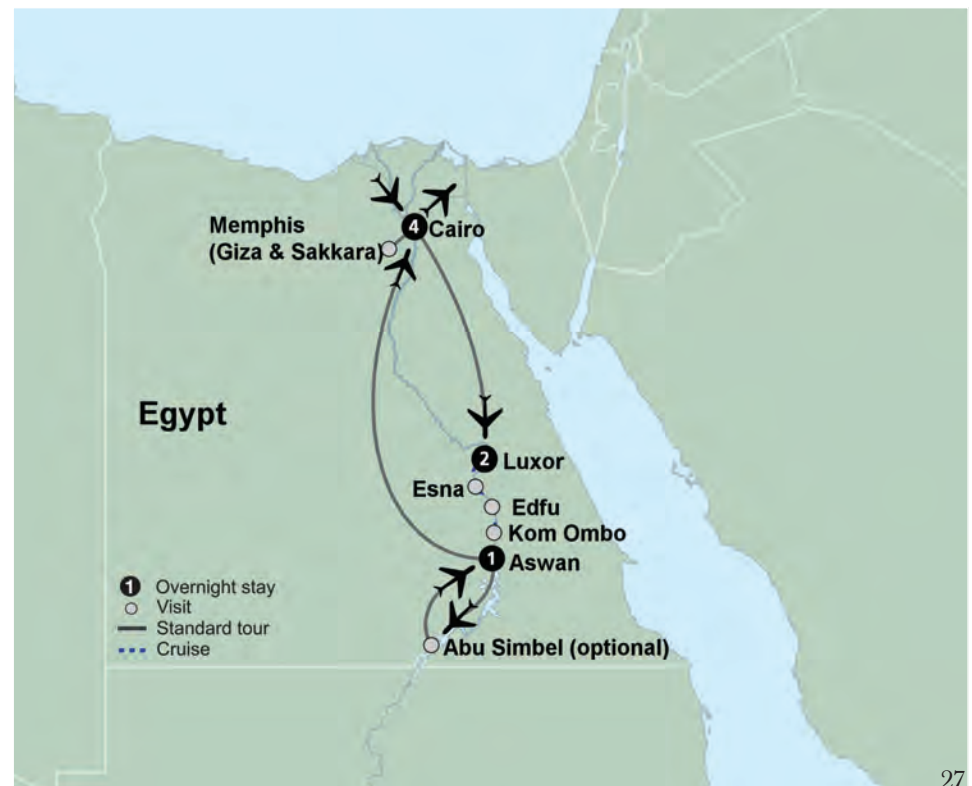 Memphis
(Giza & Sakkara)
4 Cairo
Egypt
2 Luxor
Esna
Edfu
Kom Ombo
1 Aswan
Abu Simbel (optional)
1 Overnight stay
Visit
Standard tour
Cruise
27